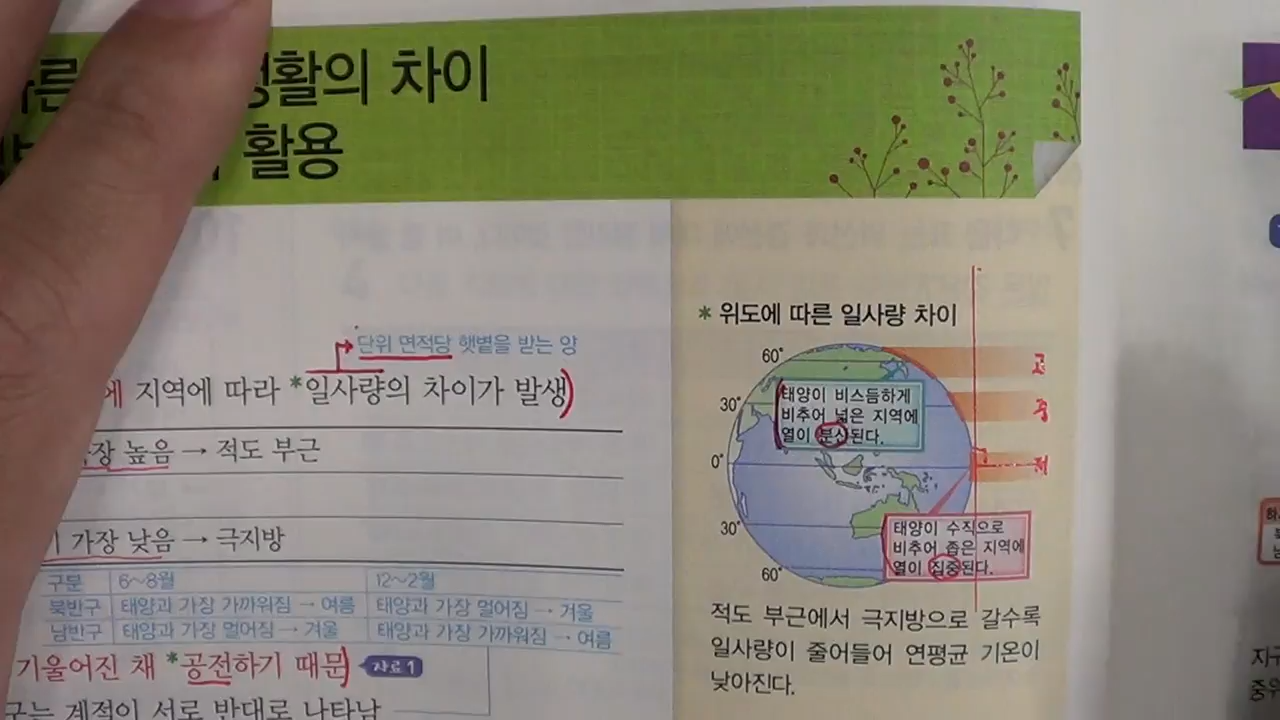 생활의 차이
활용
단위 면적당 햇볕을 받는 양
에 지역에 따라 *일사량의 차이가 발생)
장 높음 → 적도 부근
가장 낮음 → 극지방
구분 6~8월 12~2월
북반구 태양과 가장 가까워짐 → 여름 태양과 가장 멀어짐 → 겨울
남반구 태양과 가장 멀어짐 → 겨울 태양과 가장 가까워짐 → 여름
기울어진 채 *공전하기 때문) 자료1
구는 계절이 서로 반대로 나타남
* 위도에 따른 일사량 차이
60°
30°
0°
30°
60°
태양이 비스듬하게
비추어 넓은 지역에
열이 분산된다.
고
중
적
태양이 수직으로
비추어 좁은 지역에
열이 집중된다.
적도 부근에서 극지방으로 갈수록
일사량이 줄어들어 연평균 기온이
낮아진다.